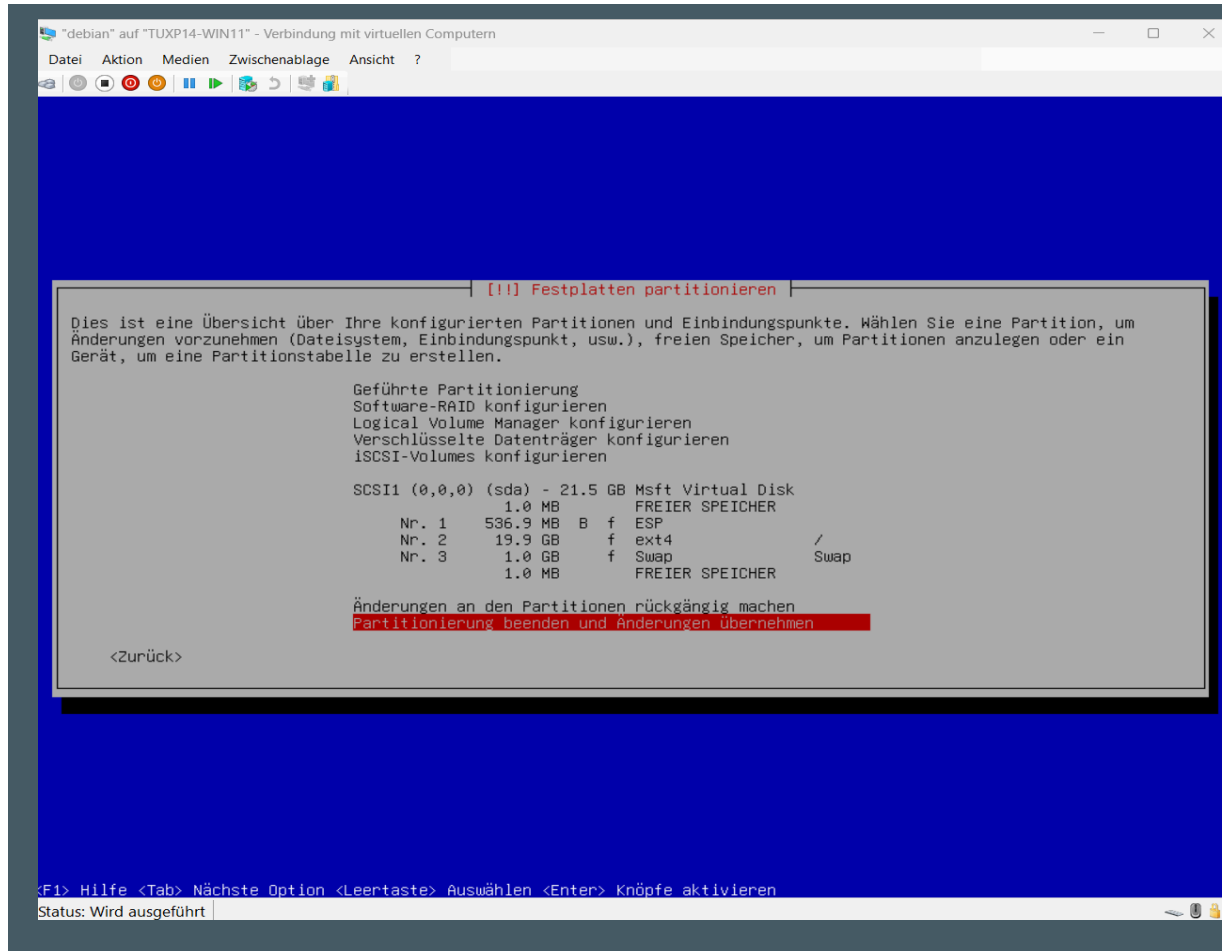 "debian" auf "TUXP14-WIN11" - Verbindung mit virtuellen Computern
Datei Aktion Medien Zwischenablage Ansicht ?
[!!] Festplatten partitionieren
Dies ist eine Übersicht über Ihre konfigurierten Partitionen und Einbindungspunkte. Wählen Sie eine Partition, um
Änderungen vorzunehmen (Dateisystem, Einbindungspunkt, usw.), freien Speicher, um Partitionen anzulegen oder ein
Gerät, um eine Partitionstabelle zu erstellen.
Geführte Partitionierung
Software-RAID konfigurieren
Logical Volume Manager konfigurieren
Verschlüsselte Datenträger konfigurieren
iSCSI-Volumes konfigurieren
SCSI1 (0,0,0) (sda) - 21.5 GB Msft Virtual Disk
1.0 MB FREIER SPEICHER
Nr. 1 536.9 MB B f ESP
Nr. 2 19.9 GB f ext4 /
Nr. 3 1.0 GB f Swap Swap
1.0 MB FREIER SPEICHER
Änderungen an den Partitionen rückgängig machen
Partitionierung beenden und Änderungen übernehmen
<Zurück>
<F1> Hilfe <Tab> Nächste Option <Leertaste> Auswählen <Enter> Knöpfe aktivieren
Status: Wird ausgeführt